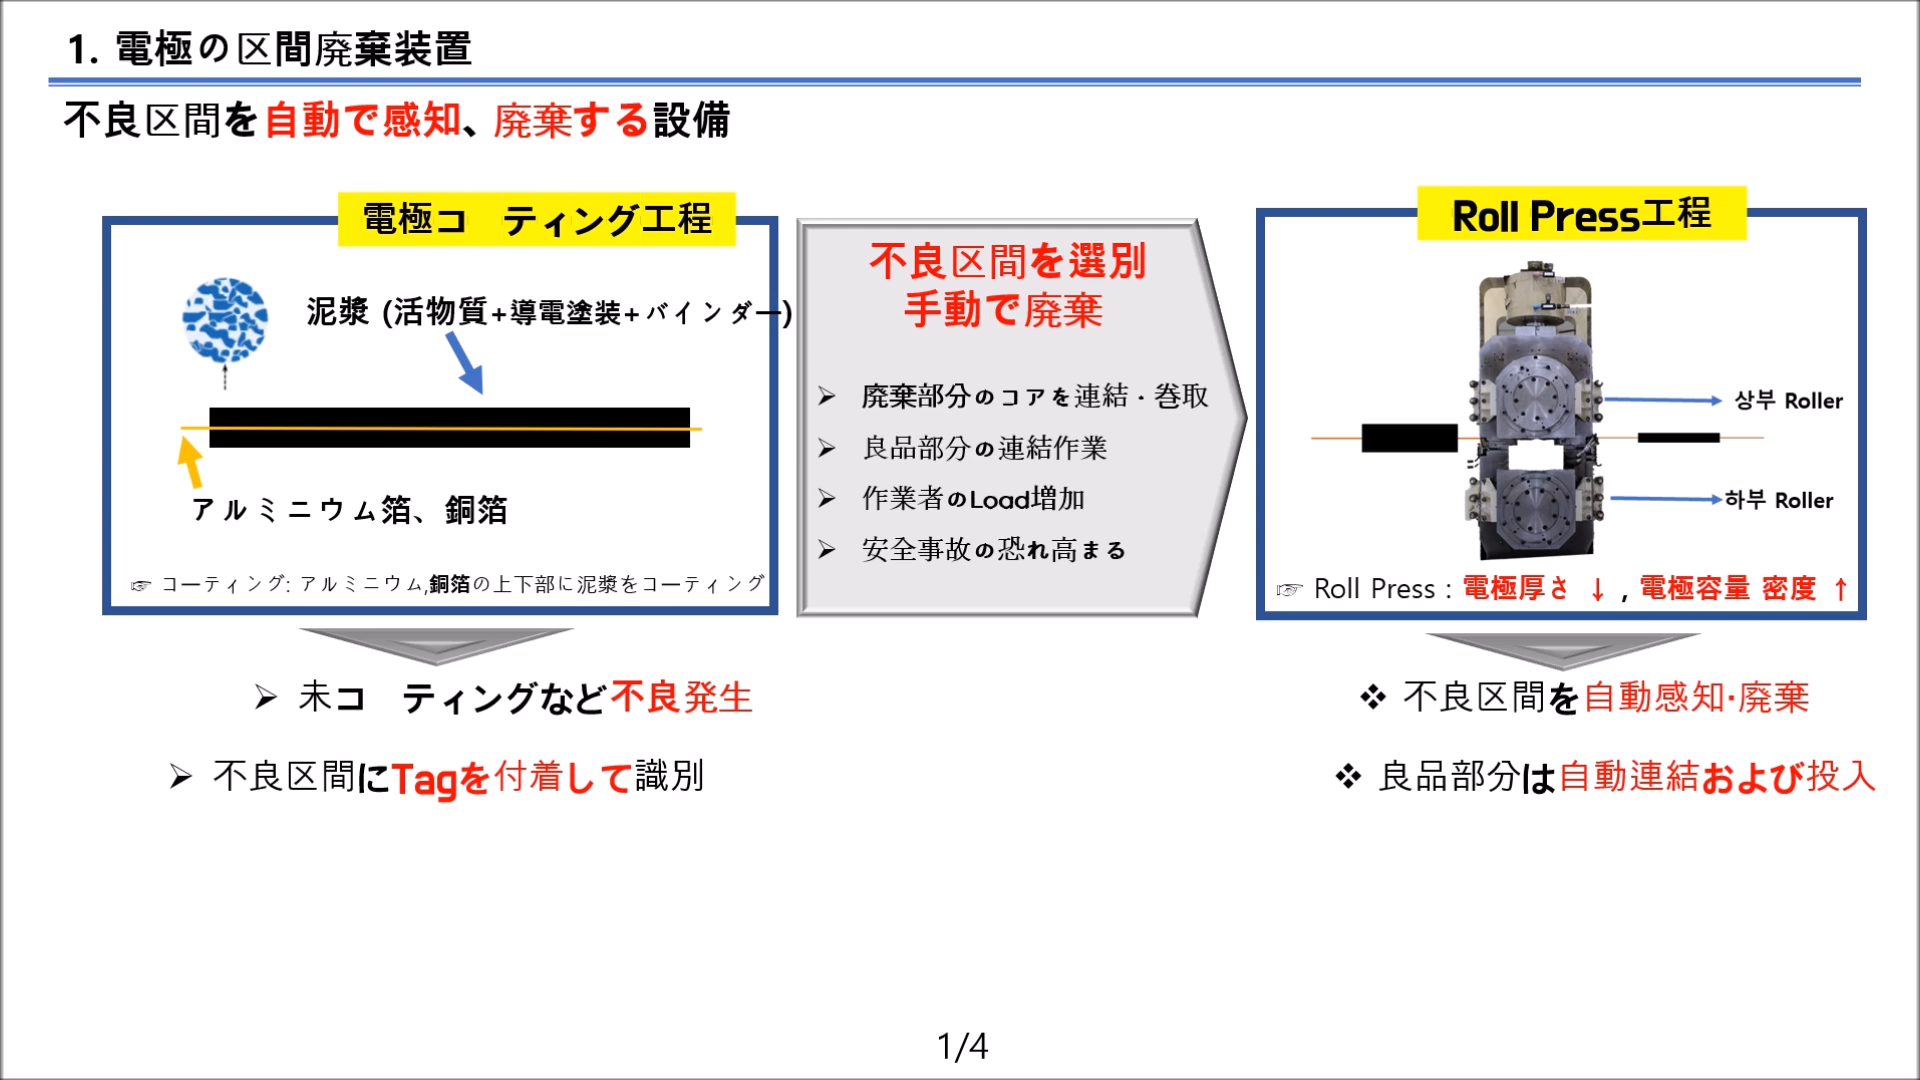 1. 電極の区間廃棄装置
不良区間を自動で感知、廃棄する設備
電極コ　ティング工程
泥漿 (活物質+導電塗装+バインダー)
アルミニウム箔、銅箔
☞ コーティング: アルミニウム,銅箔の上下部に泥漿をコーティング
➢ 未コ　ティングなど不良発生
➢ 不良区間にTagを付着して識別
不良区間を選別
手動で廃棄
➢ 廃棄部分のコアを連結・巻取
➢ 良品部分の連結作業
➢ 作業者のLoad増加
➢ 安全事故の恐れ高まる
Roll Press工程
상부 Roller
하부 Roller
☞ Roll Press : 電極厚さ ↓ , 電極容量 密度 ↑
❖ 不良区間を自動感知·廃棄
❖ 良品部分は自動連結および投入
1/4